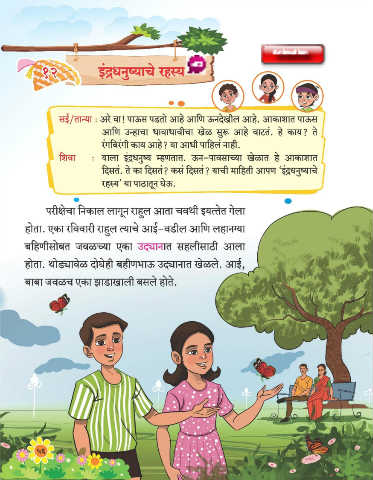 १२
इंद्रधनुष्याचे रहस्य
सई/तान्या : अरे वा! पाऊस पडतो आहे आणि ऊनदेखील आहे. आकाशात पाऊस
आणि उन्हाचा धावाधावीचा खेळ सुरू आहे वाटतं. हे काय? ते
रंगबिरंगी काय आहे? या आधी पाहिलं नाही.
शिवा : याला इंद्रधनुष्य म्हणतात. ऊन-पावसाच्या खेळात हे आकाशात
दिसतं. ते का दिसतं? कसं दिसतं? याची माहिती आपण 'इंद्रधनुष्याचे
रहस्य' या पाठातून घेऊ.
परीक्षेचा निकाल लागून राहुल आता चवथी इयत्तेत गेला
होता. एका रविवारी राहुल त्याचे आई-वडील आणि लहानग्या
बहिणीसोबत जवळच्या एका उद्यानात सहलीसाठी आला
होता. थोड्यावेळ दोघेही बहीणभाऊ उद्यानात खेळले. आई,
बाबा जवळच एका झाडाखाली बसले होते.